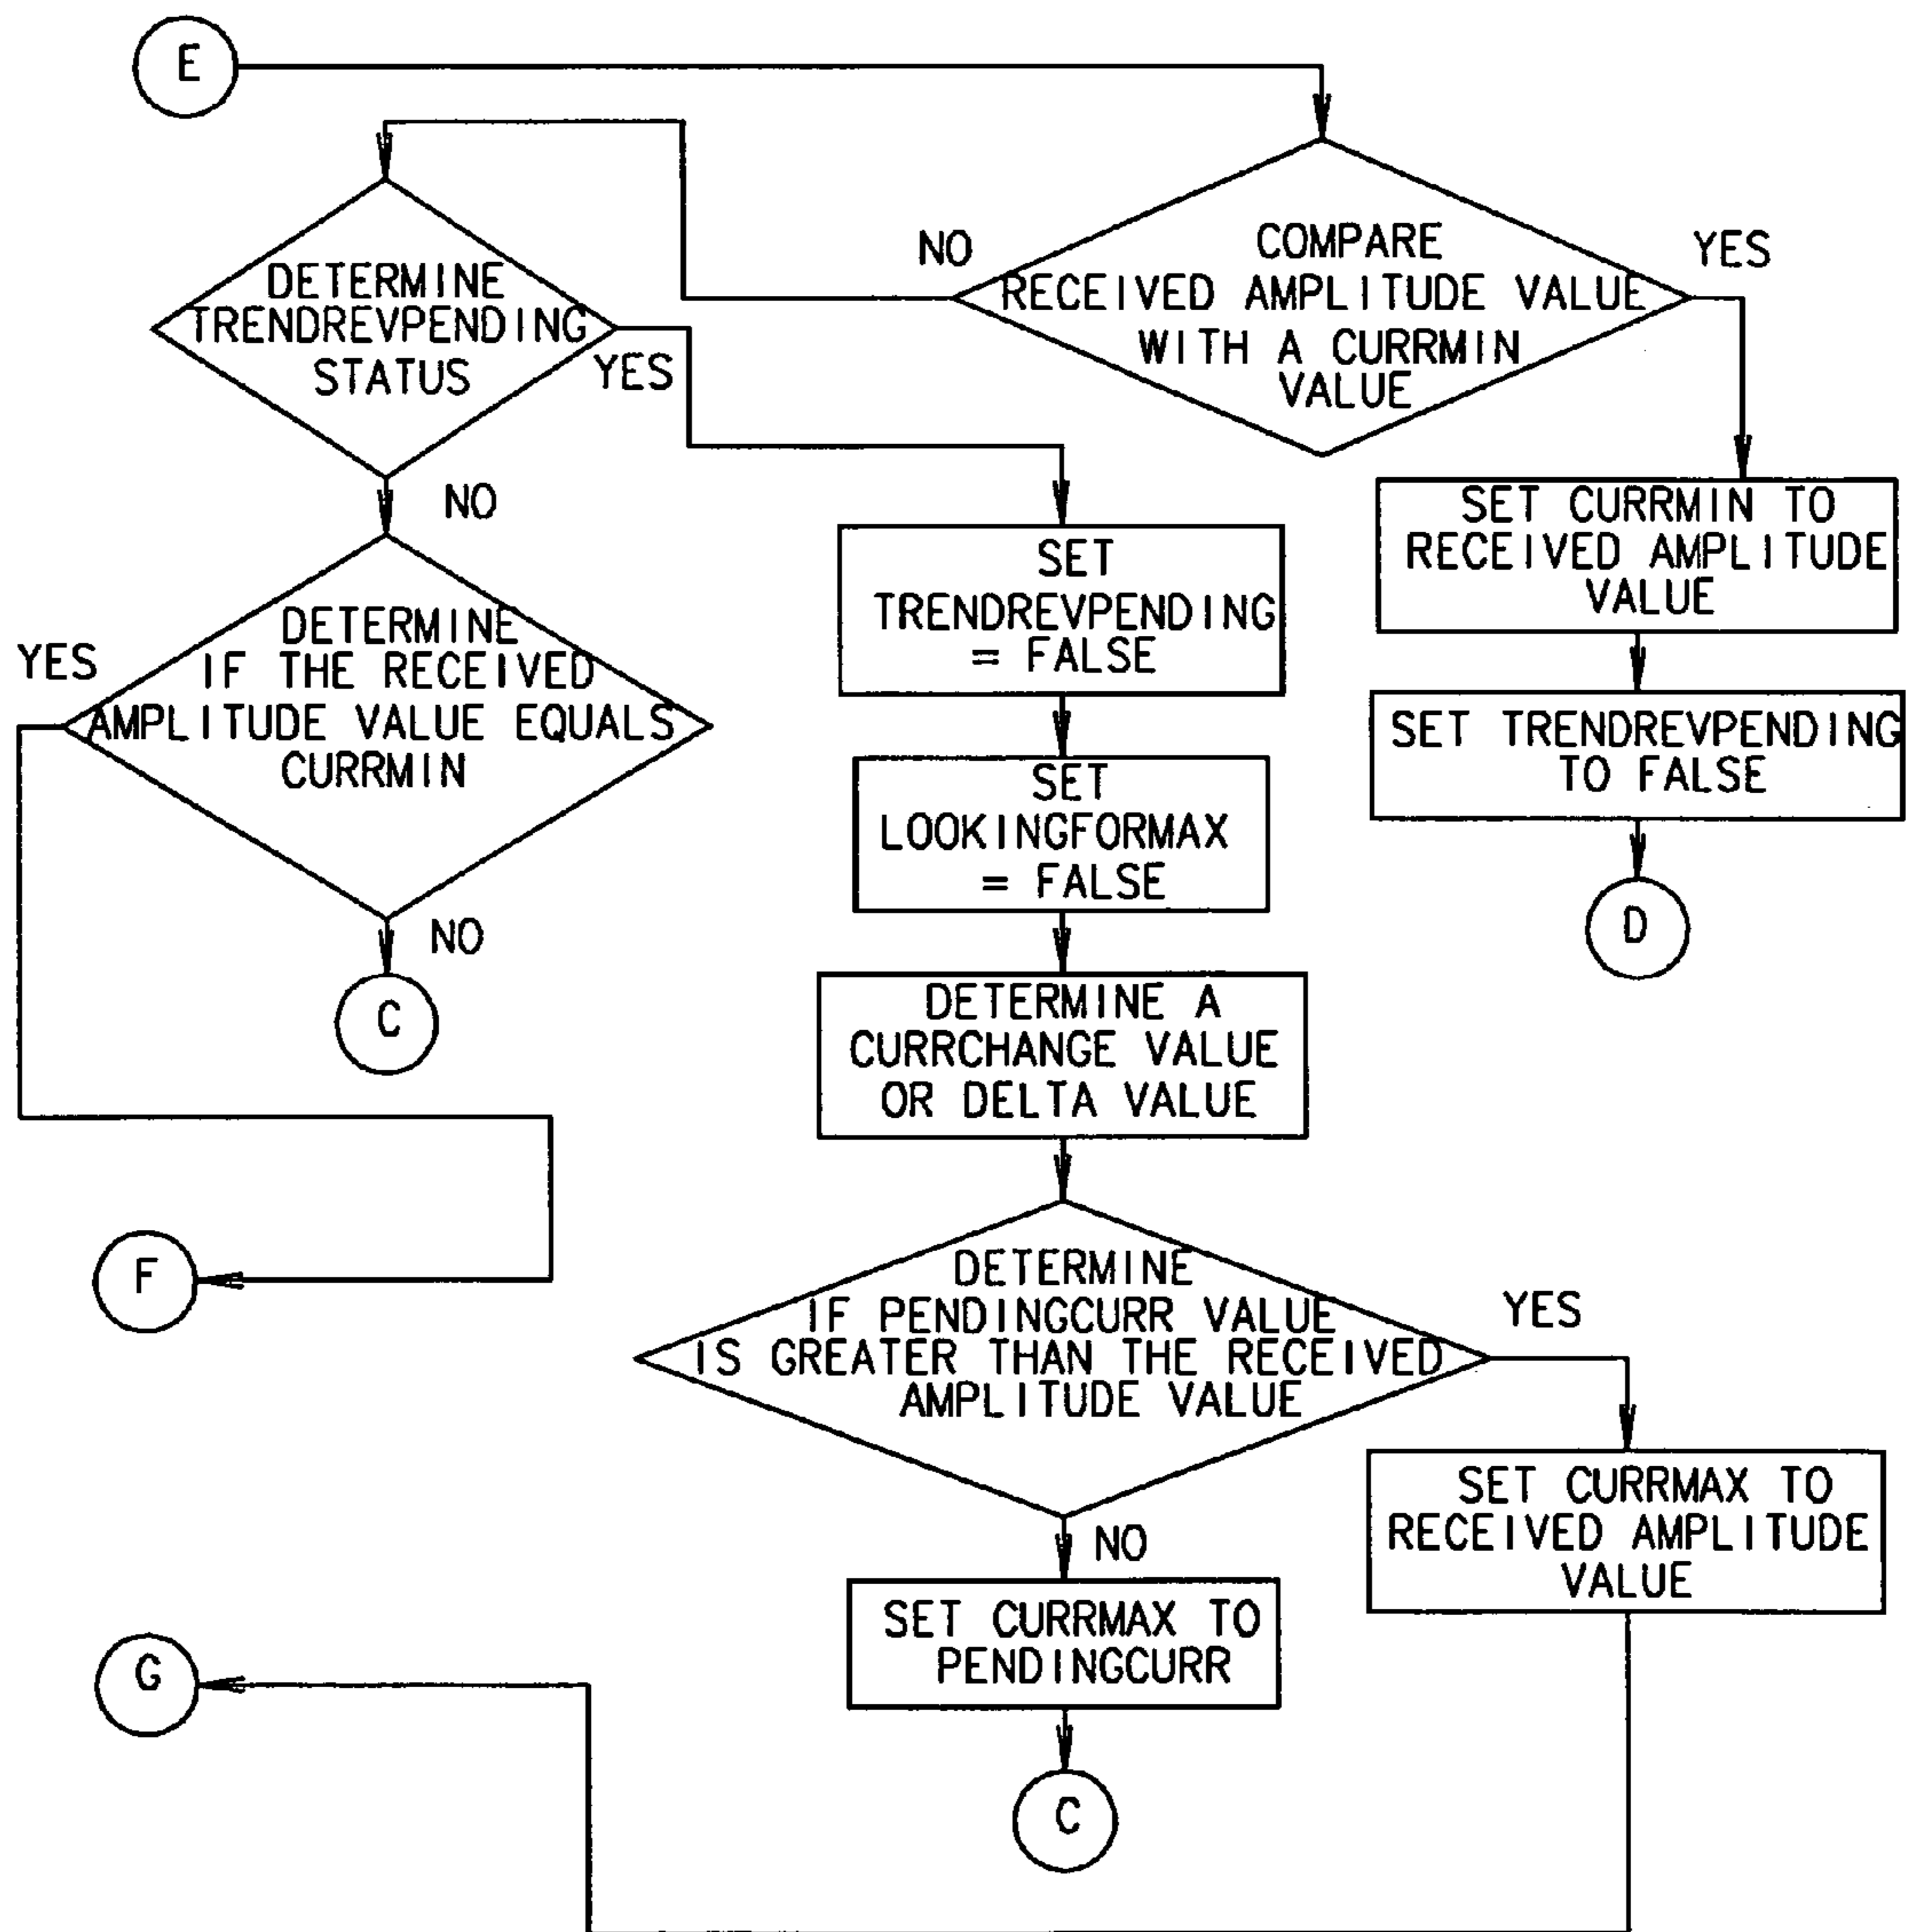 E
NO
COMPARE
RECEIVED AMPLITUDE VALUE
WITH A CURRMIN
VALUE
YES
DETERMINE
TRENDREVPENDING
STATUS
YES
NO
SET CURRMIN TO
RECEIVED AMPLITUDE
VALUE
SET
TRENDREVPENDING
= FALSE
DETERMINE
IF THE RECEIVED
AMPLITUDE VALUE EQUALS
CURRMIN
YES
NO
SET TRENDREVPENDING
TO FALSE
SET
LOOKINGFORMAX
= FALSE
D
C
DETERMINE A
CURRCHANGE VALUE
OR DELTA VALUE
F
DETERMINE
IF PENDINGCURR VALUE
IS GREATER THAN THE RECEIVED
AMPLITUDE VALUE
YES
NO
SET CURRMAX TO
RECEIVED AMPLITUDE
VALUE
SET CURRMAX TO
PENDINGCURR
G
C